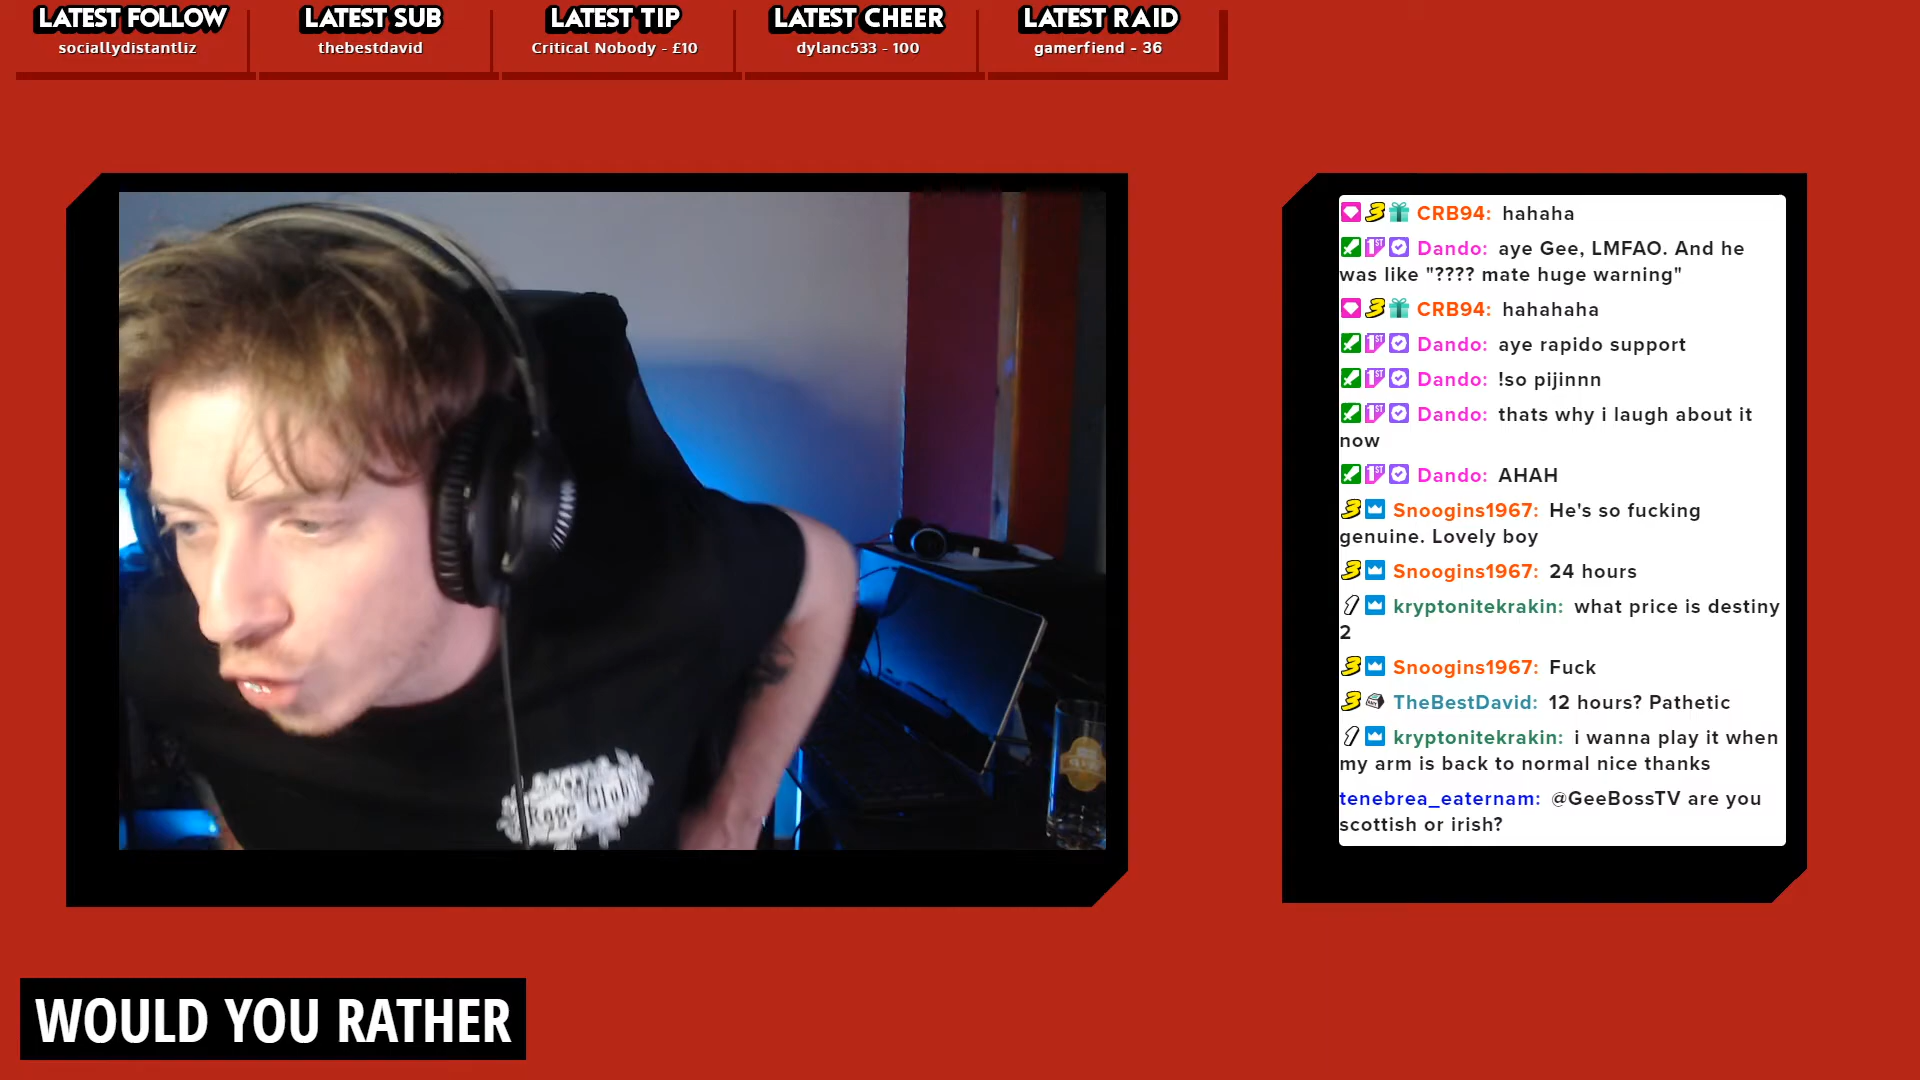 LATEST FOLLOW
sociallydistantliz
LATEST SUB
thebestdavid
LATEST TIP
Critical Nobody - £10
LATEST CHEER
dylanc533 - 100
LATEST RAID
gamerfiend - 36
CRB94: hahaha
Dando: aye Gee, LMFAO. And he
was like "???? mate huge warning"
CRB94: hahahaha
Dando: aye rapido support
Dando: !so pijinnn
Dando: thats why i laugh about it
now
Dando: AHAH
Snoogins1967: He's so fucking
genuine. Lovely boy
Snoogins1967: 24 hours
kryptonitekrakin: what price is destiny
2
Snoogins1967: Fuck
TheBestDavid: 12 hours? Pathetic
kryptonitekrakin: i wanna play it when
my arm is back to normal nice thanks
tenebrea_eaternam: @GeeBossTV are you
scottish or irish?
Rage Club
WOULD YOU RATHER